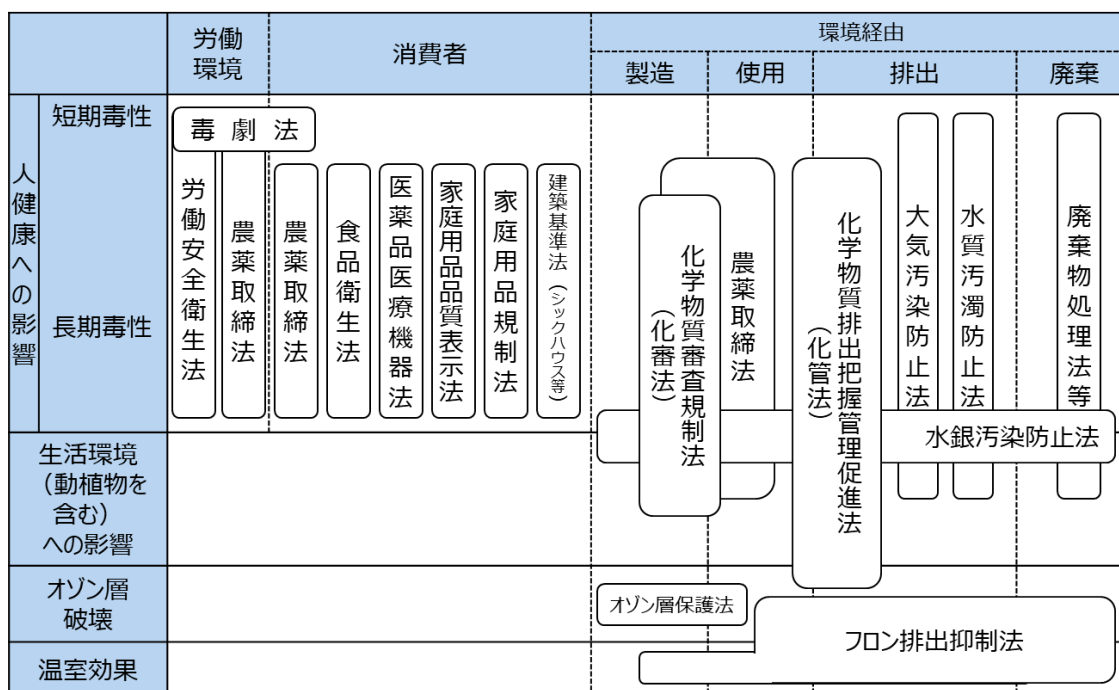 労働
環境
消費者
環境経由
製造
使用
排出
廃棄
人健康への影響
短期毒性
長期毒性
毒劇法
労働安全衛生法
農薬取締法
農薬取締法
食品衛生法
医薬品医療機器法
家庭用品品質表示法
家庭用品規制法
建築基準法（シックハウス等）
化学物質審査規制法
（化審法）
農薬取締法
化学物質排出把握管理促進法
（化管法）
大気汚染防止法
水質汚濁防止法
廃棄物処理法等
水銀汚染防止法
生活環境
（動植物を
含む）
への影響
オゾン層
破壊
オゾン層保護法
フロン排出抑制法
温室効果